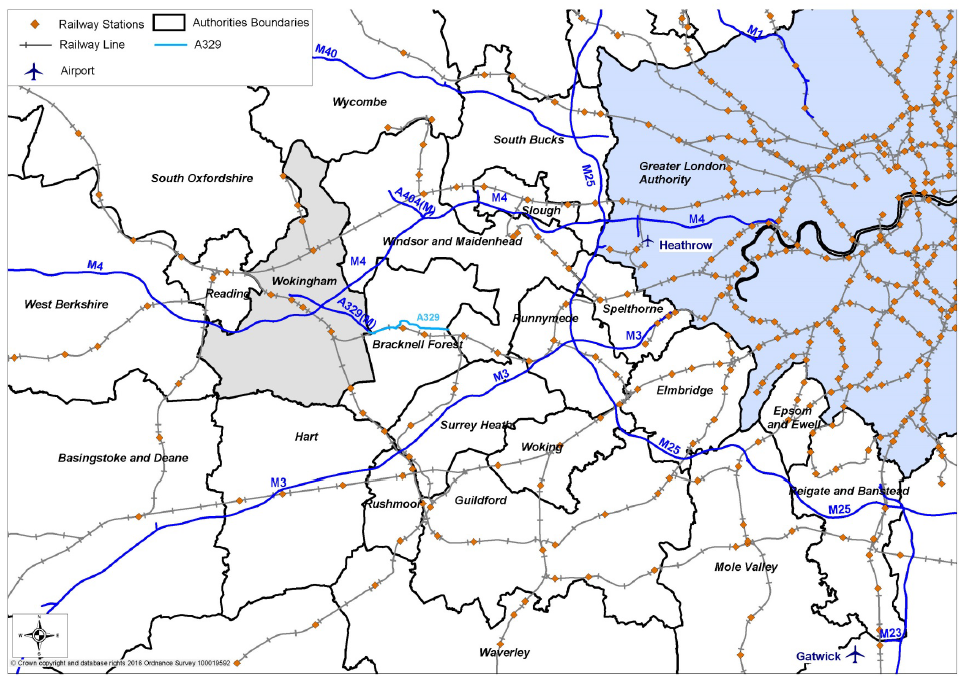 Railway Stations
Authorities Boundaries
Railway Line
A329
Airport
M40
M1
Wycombe
South Bucks
M25
Greater London
Authority
South Oxfordshire
A404(M)
M4
Slough
M4
Heathrow
Windsor and Maidenhead
M4
M4
Wokingham
Reading
West Berkshire
A329(M)
A329
Bracknell Forest
Runnymede
Spelthorne
M3
M3
Elmbridge
Epsom
and Ewell
Surrey Heath
Hart
Woking
M25
Basingstoke and Deane
M3
Rushmoor
Guildford
Reigate and Banstead
M25
Mole Valley
N
W
E
S
M23
Waverley
Gatwick
© Crown copyright and database rights 2016 Ordnance Survey 100019592